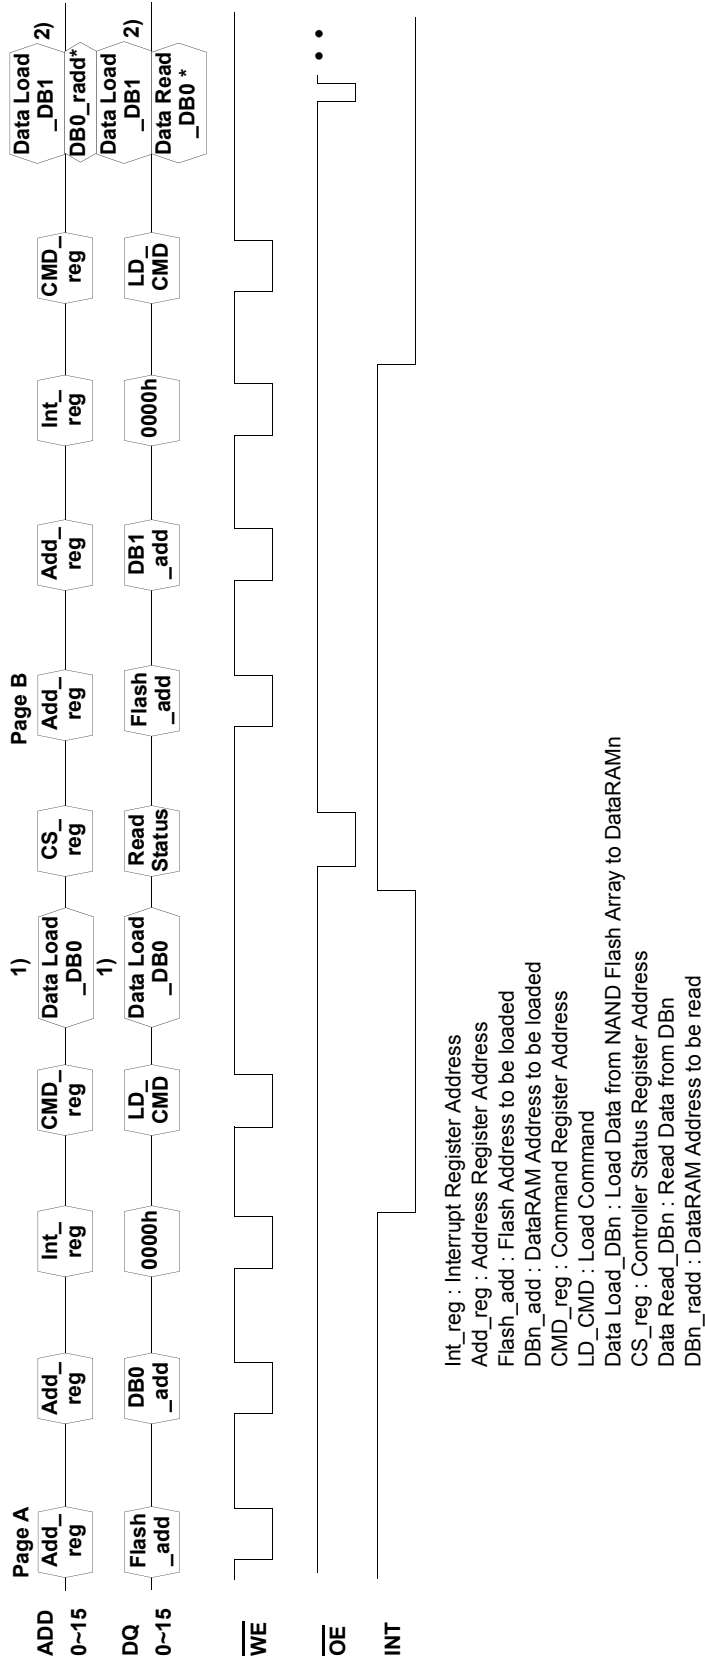 Page A
Page B
ADD
0~15
Add_
reg
Add_
reg
Int_
reg
CMD_
reg
1)
Data Load
_DB0
CS_
reg
Add_
reg
Add_
reg
Int_
reg
CMD_
reg
Data Load
_DB1
2)
DB0_radd*
DQ
0~15
Flash
_add
DB0
_add
0000h
LD_
CMD
1)
Data Load
_DB0
Read
Status
Flash
_add
DB1
_add
0000h
LD_
CMD
Data Load
_DB1
2)
Data Read
_DB0 *
WE
OE
INT
Int_reg : Interrupt Register Address
Add_reg : Address Register Address
Flash_add : Flash Address to be loaded
DBn_add : DataRAM Address to be loaded
CMD_reg : Command Register Address
LD_CMD : Load Command
Data Load_DBn : Load Data from NAND Flash Array to DataRAMn
CS_reg : Controller Status Register Address
Data Read_DBn : Read Data from DBn
DBn_radd : DataRAM Address to be read